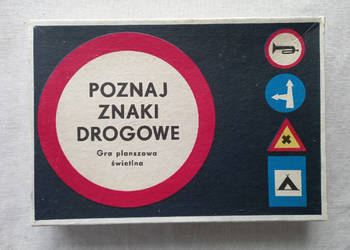 POZNAJ
ZNAKI
DROGOWE
Gra planszowa
świetlna